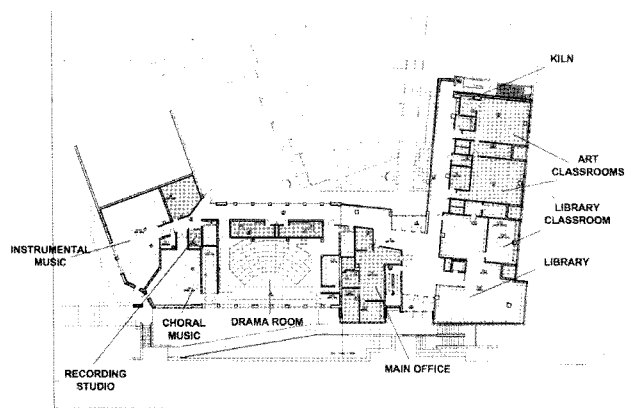 KILN
ART
CLASSROOMS
LIBRARY
CLASSROOM
LIBRARY
INSTRUMENTAL
MUSIC
CHORAL
MUSIC
DRAMA ROOM
MAIN OFFICE
RECORDING
STUDIO